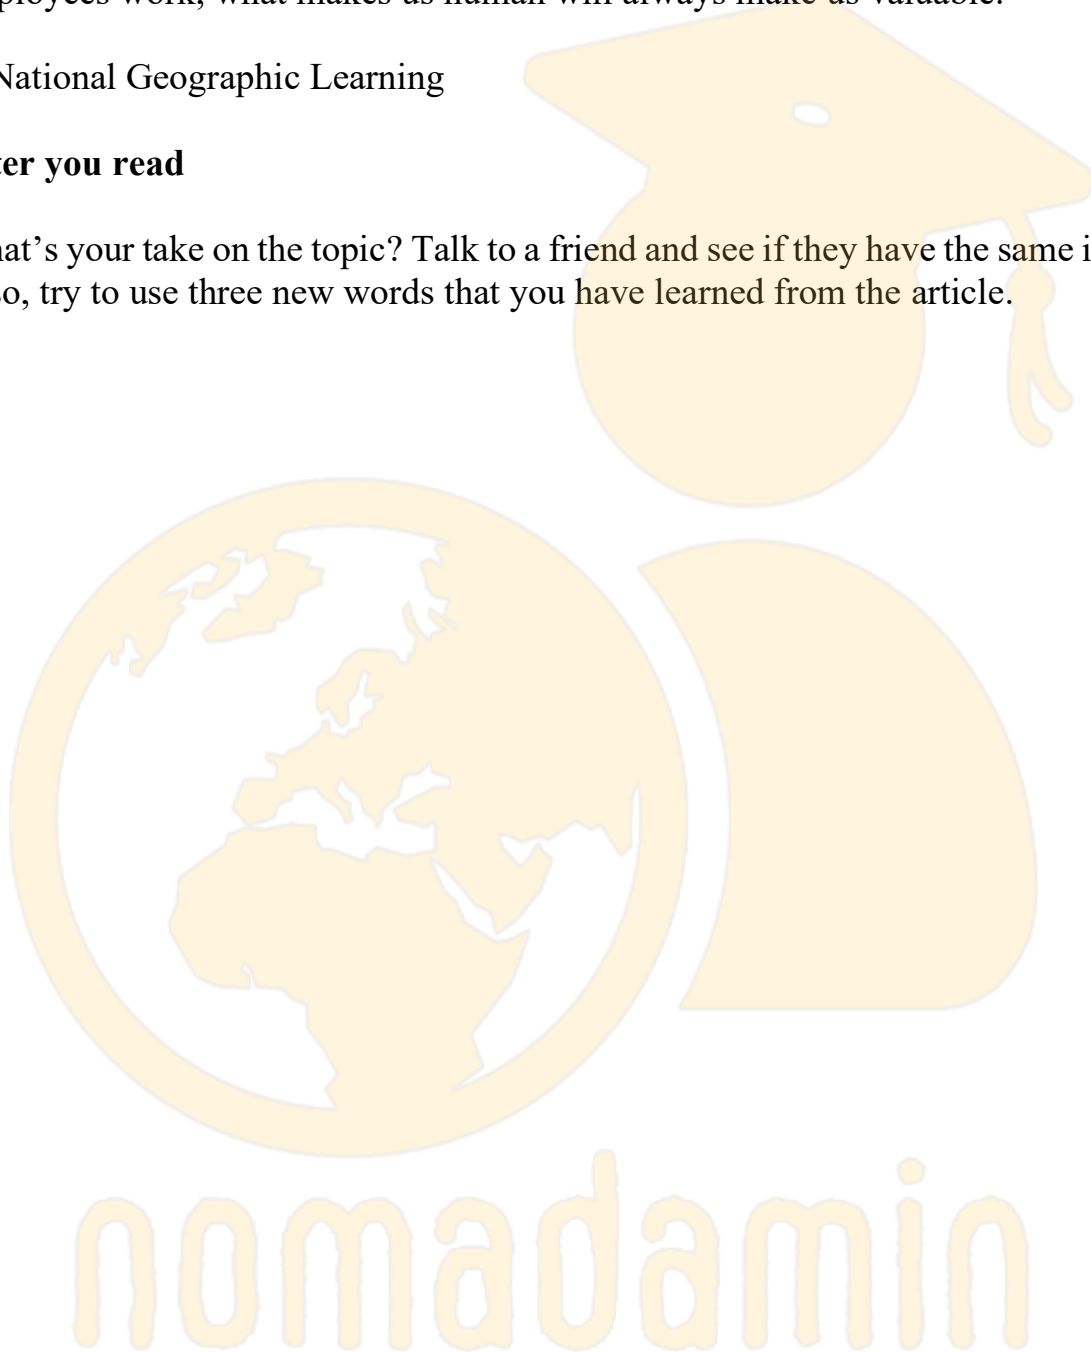 ployees work, what makes us human will always make us valuable.
National Geographic Learning
ter you read
hat's your take on the topic? Talk to a friend and see if they have the same i
so, try to use three new words that you have learned from the article.
nomadamin